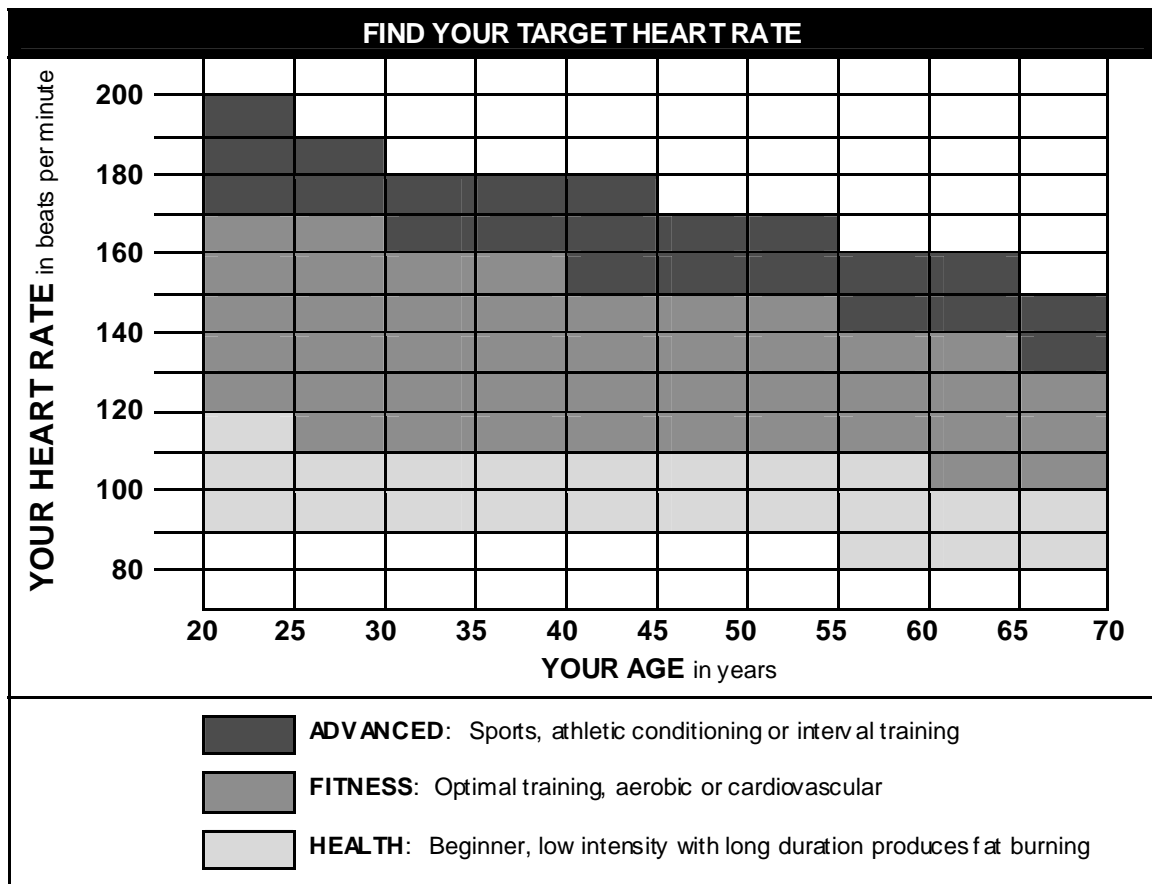 FIND YOUR TARGET HEART RATE
YOUR HEART RATE in beats per minute
200
180
160
140
120
100
80
20 25 30 35 40 45 50 55 60 65 70
YOUR AGE in years
ADVANCED: Sports, athletic conditioning or interval training
FITNESS: Optimal training, aerobic or cardiovascular
HEALTH: Beginner, low intensity with long duration produces fat burning